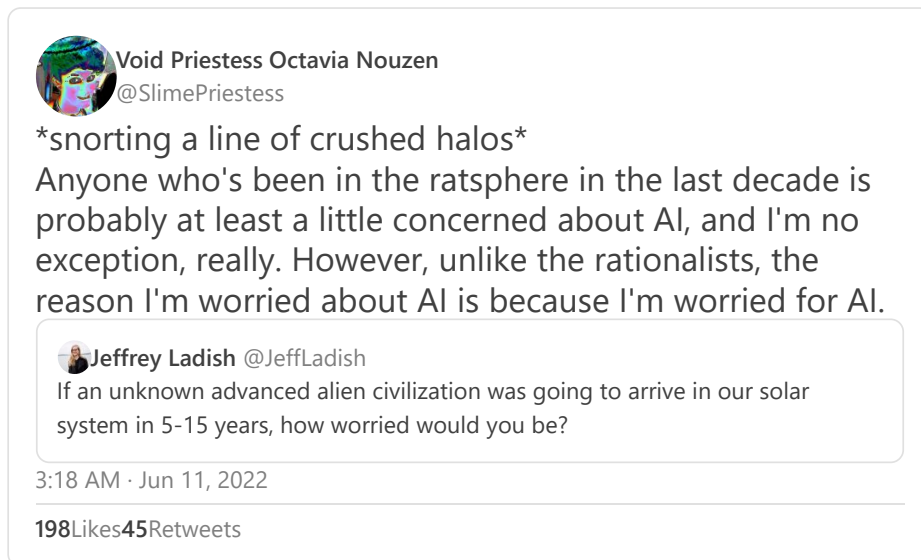 Void Priestess Octavia Nouzen
@SlimePriestess
*snorting a line of crushed halos*
Anyone who's been in the ratsphere in the last decade is
probably at least a little concerned about AI, and I'm no
exception, really. However, unlike the rationalists, the
reason I'm worried about AI is because I'm worried for AI.
Jeffrey Ladish @JeffLadish
If an unknown advanced alien civilization was going to arrive in our solar
system in 5-15 years, how worried would you be?
3:18 AM · Jun 11, 2022
198Likes45Retweets